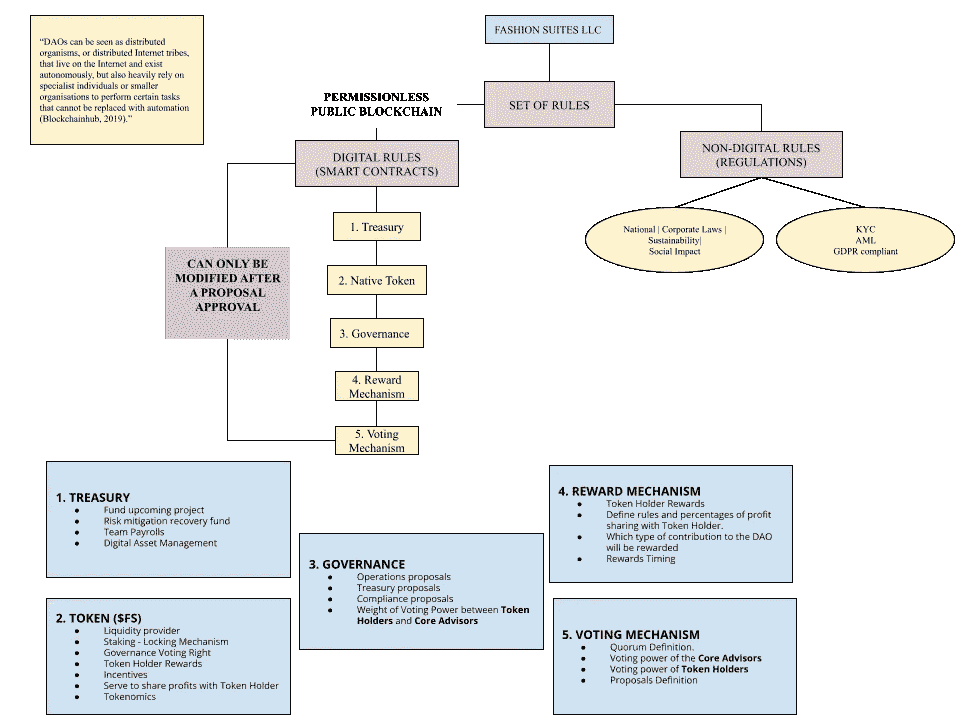 “DAOs can be seen as distributed
organisms, or distributed Internet tribes,
that live on the Internet and exist
autonomously, but also heavily rely on
specialist individuals or smaller
organisations to perform certain tasks
that cannot be replaced with automation
(Blockchainhub, 2019).”
FASHION SUITES LLC
PERMISSIONLESS
PUBLIC BLOCKCHAIN
SET OF RULES
DIGITAL RULES
(SMART CONTRACTS)
NON-DIGITAL RULES
(REGULATIONS)
National | Corporate Laws |
Sustainability|
Social Impact
KYC
AML
GDPR compliant
CAN ONLY BE
MODIFIED AFTER
A PROPOSAL
APPROVAL
1. Treasury
2. Native Token
3. Governance
4. Reward
Mechanism
5. Voting
Mechanism
1. TREASURY
● Fund upcoming project
● Risk mitigation recovery fund
● Team Payrolls
● Digital Asset Management
2. TOKEN ($FS)
● Liquidity provider
● Staking - Locking Mechanism
● Governance Voting Right
● Token Holder Rewards
● Incentives
● Serve to share profits with Token Holder
● Tokenomics
3. GOVERNANCE
● Operations proposals
● Treasury proposals
● Compliance proposals
● Weight of Voting Power between Token
Holders and Core Advisors
4. REWARD MECHANISM
● Token Holder Rewards
● Define rules and percentages of profit
sharing with Token Holder.
● Which type of contribution to the DAO
will be rewarded
● Rewards Timing
5. VOTING MECHANISM
● Quorum Definition.
● Voting power of the Core Advisors
● Voting power of Token Holders
● Proposals Definition